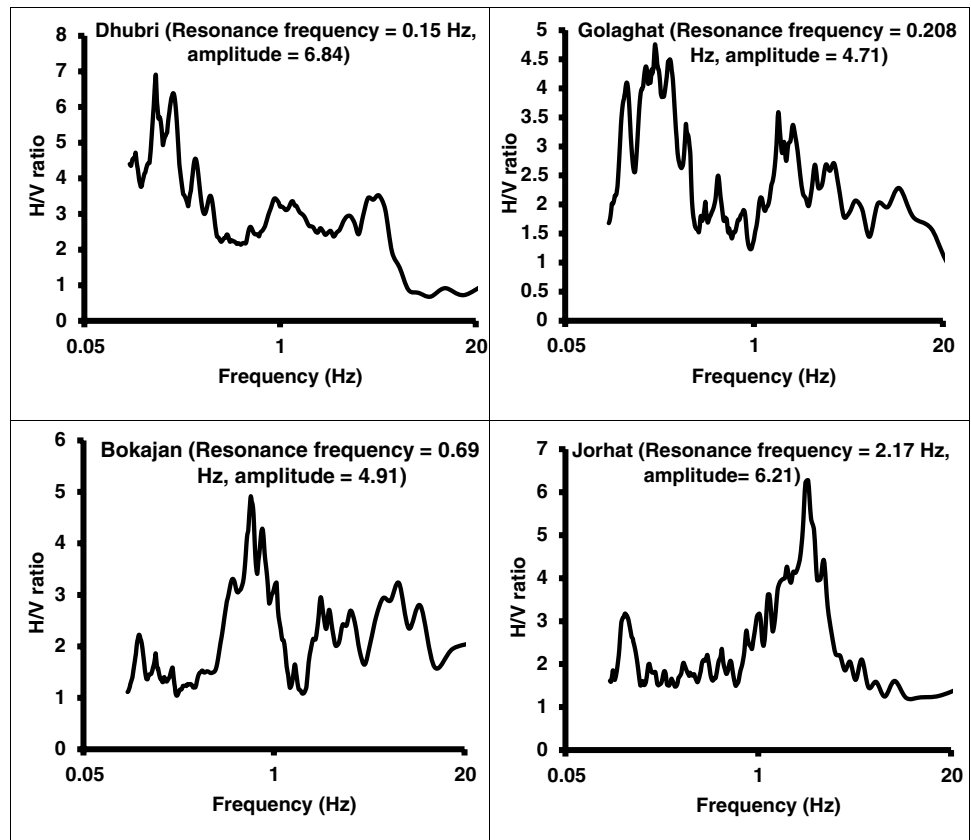 Dhubri (Resonance frequency = 0.15 Hz,
amplitude = 6.84)
8
7
6
5
4
3
2
1
0
H/V ratio
0.05
1
20
Frequency (Hz)
Golaghat (Resonance frequency = 0.208
Hz, amplitude = 4.71)
5
4.5
4
3.5
3
2.5
2
1.5
1
0.5
0
H/V ratio
0.05
1
20
Frequency (Hz)
Bokajan (Resonance frequency = 0.69
Hz, amplitude = 4.91)
6
5
4
3
2
1
0
H/V ratio
0.05
1
20
Frequency (Hz)
Jorhat (Resonance frequency = 2.17 Hz,
amplitude= 6.21)
7
6
5
4
3
2
1
0
H/V ratio
0.05
1
20
Frequency (Hz)